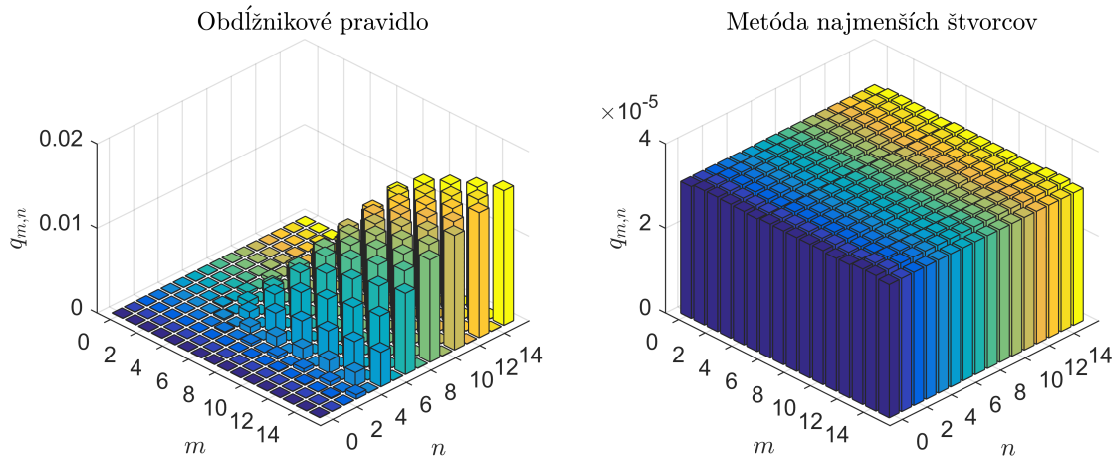 Obdĺžnikové pravidlo
0.02
0.01
0
q_{m,n}
0 2 4 6 8 10 12 14
m
0 2 4 6 8 10 12 14
n
Metóda najmenších štvorcov
×10^{-5}
4
2
0
q_{m,n}
0 2 4 6 8 10 12 14
m
0 2 4 6 8 10 12 14
n